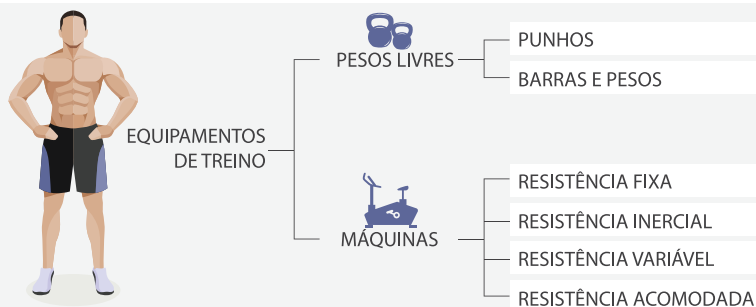 EQUIPAMENTOS
DE TREINO
PESOS LIVRES
PUNHOS
BARRAS E PESOS
MÁQUINAS
RESISTÊNCIA FIXA
RESISTÊNCIA INERCIAL
RESISTÊNCIA VARIÁVEL
RESISTÊNCIA ACOMODADA